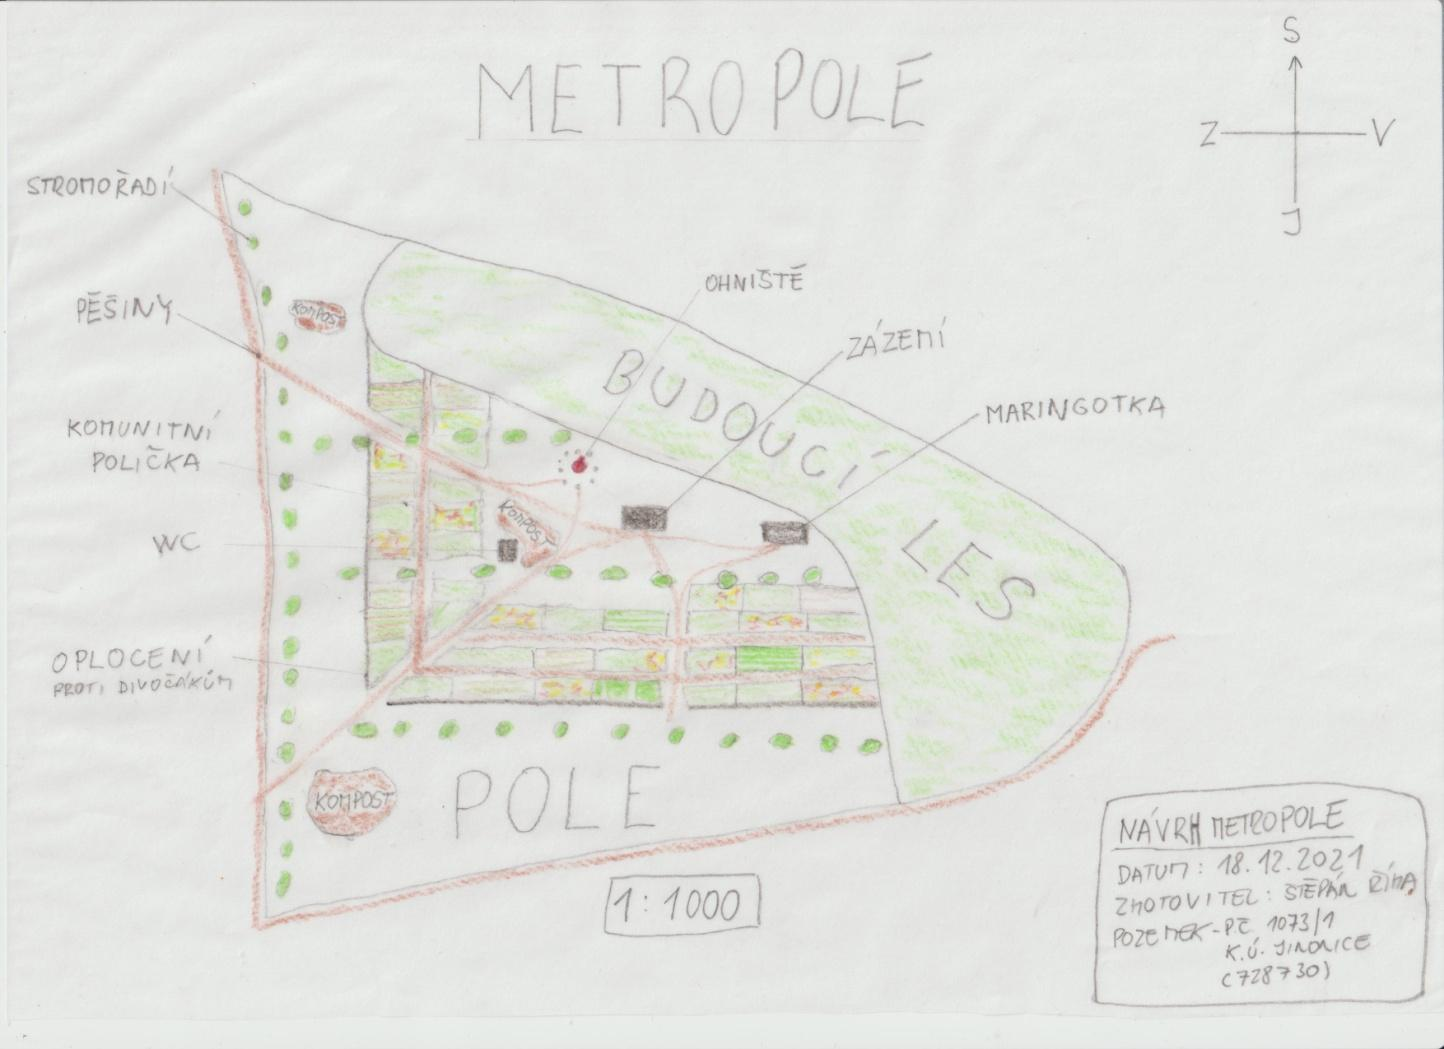 METROPOLE
S
Z V
J
STROMOŘADÍ
PĚŠINY
KOMPOST
OHNIŠTĚ
ZÁZEMÍ
MARINGOTKA
BUDOUCÍ
LES
KOMUNITNÍ
POLÍČKA
KOMPOST
WC
OPLOCENÍ
PROTI DIVOČÁKŮM
KOMPOST
POLE
1:1000
NÁVRH METROPOLE
DATUM: 18.12.2021
ZHOTOVITEL: ŠTĚPÁN ŘÍHA
POZEMEK - P.Č. 1073/1
K.Ú. JINONICE
(728730)